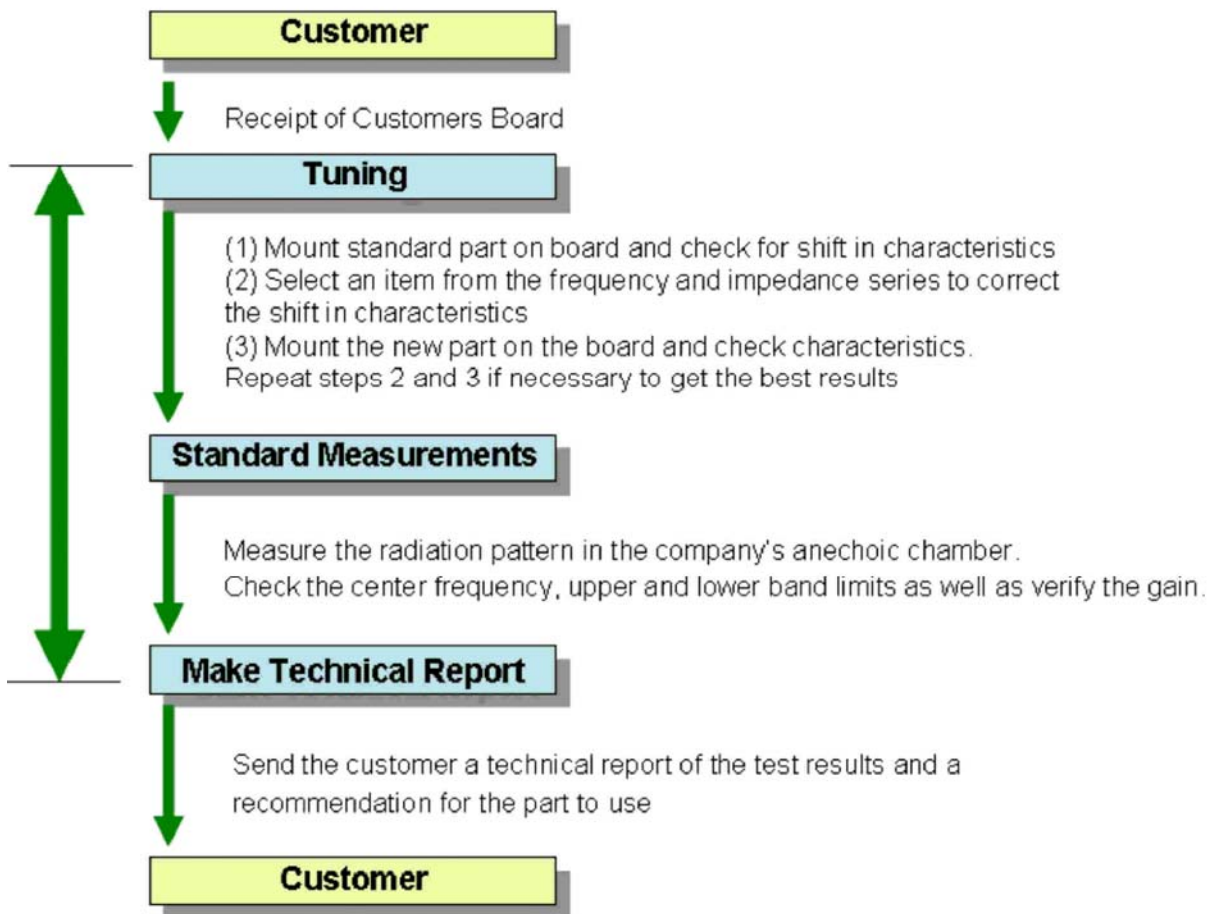 Customer
Receipt of Customers Board
Tuning
(1) Mount standard part on board and check for shift in characteristics
(2) Select an item from the frequency and impedance series to correct
the shift in characteristics
(3) Mount the new part on the board and check characteristics.
Repeat steps 2 and 3 if necessary to get the best results
Standard Measurements
Measure the radiation pattern in the company's anechoic chamber.
Check the center frequency, upper and lower band limits as well as verify the gain.
Make Technical Report
Send the customer a technical report of the test results and a
recommendation for the part to use
Customer